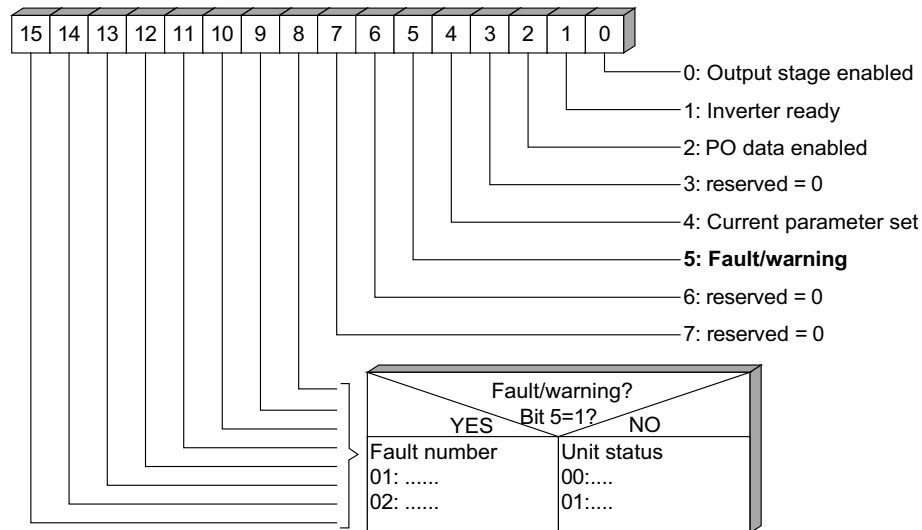 15 14 13 12 11 10 9 8 7 6 5 4 3 2 1 0
0: Output stage enabled
1: Inverter ready
2: PO data enabled
3: reserved = 0
4: Current parameter set
5: Fault/warning
6: reserved = 0
7: reserved = 0
Fault/warning?
Bit 5=1?
YES NO
Fault number Unit status
01: ...... 00:....
02: ...... 01:....